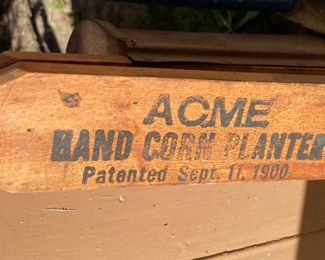 ACME
HAND CORN PLANTER
Patented Sept. 11, 1900